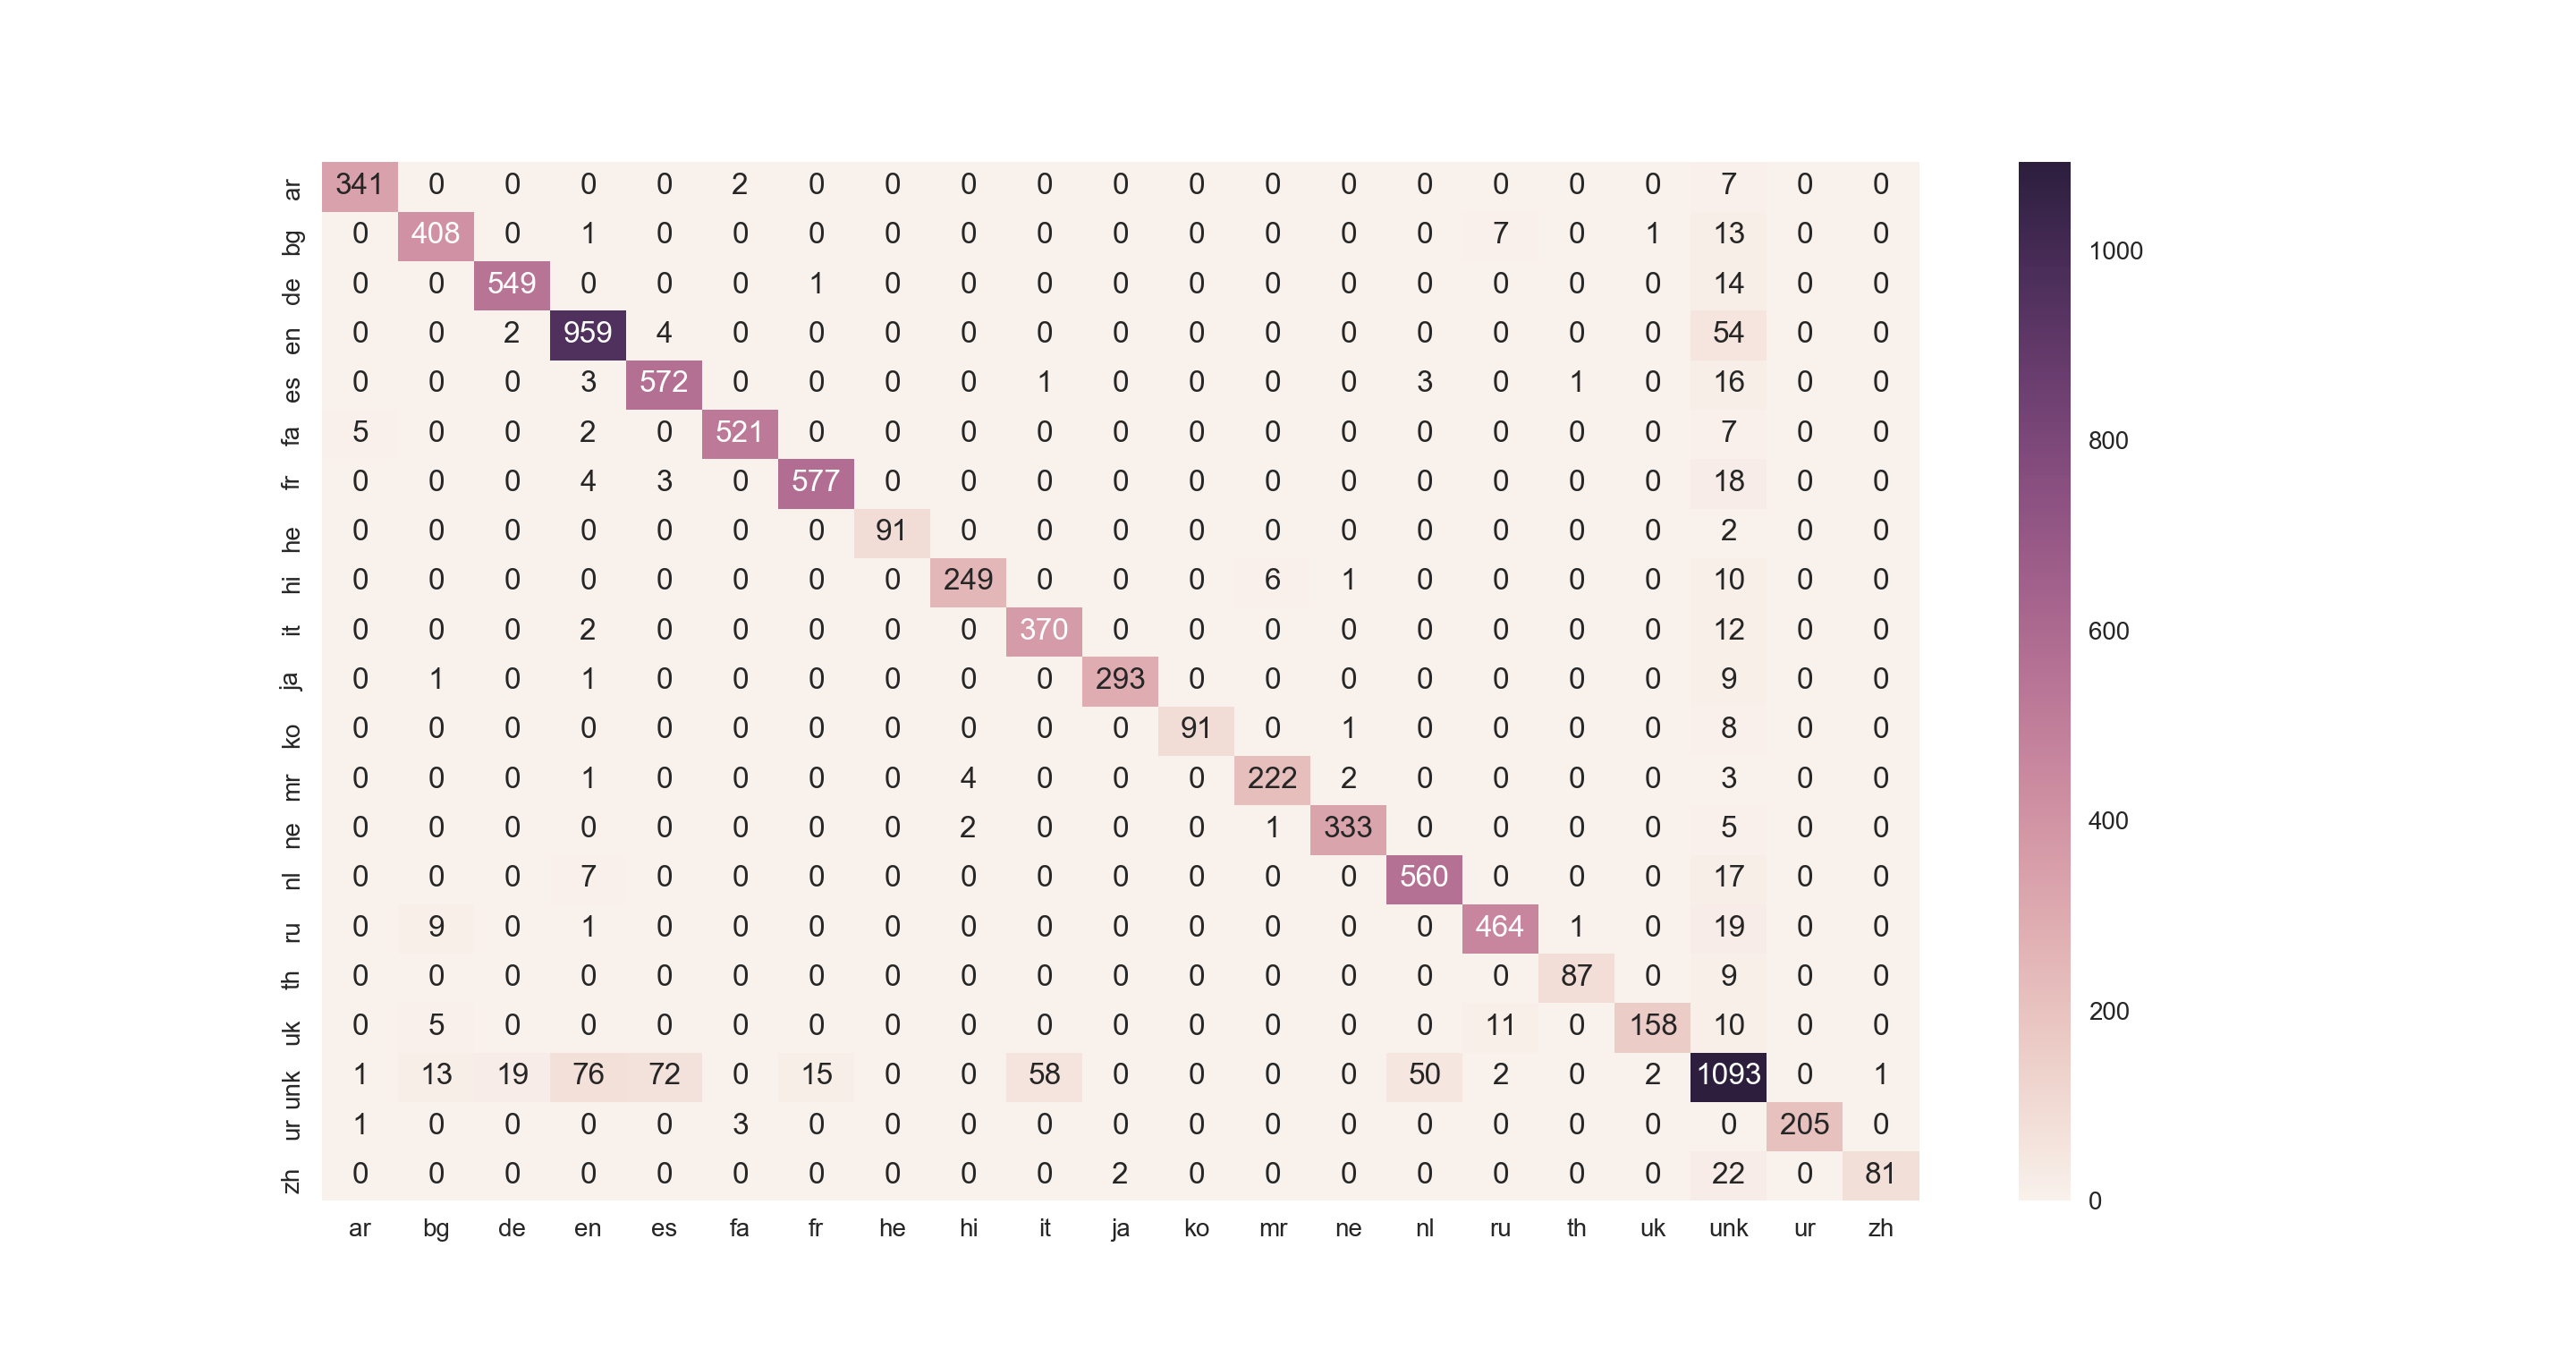 ar 341 0 0 0 0 2 0 0 0 0 0 0 0 0 0 0 0 0 7 0 0
bg 0 408 0 1 0 0 0 0 0 0 0 0 0 0 0 7 0 1 13 0 0
de 0 0 549 0 0 0 1 0 0 0 0 0 0 0 0 0 0 0 14 0 0
en 0 0 2 959 4 0 0 0 0 0 0 0 0 0 0 0 0 0 54 0 0
es 0 0 0 3 572 0 0 0 0 1 0 0 0 0 3 0 1 0 16 0 0
fa 5 0 0 2 0 521 0 0 0 0 0 0 0 0 0 0 0 0 7 0 0
fr 0 0 0 4 3 0 577 0 0 0 0 0 0 0 0 0 0 0 18 0 0
he 0 0 0 0 0 0 0 91 0 0 0 0 0 0 0 0 0 0 2 0 0
hi 0 0 0 0 0 0 0 0 249 0 0 0 6 1 0 0 0 0 10 0 0
it 0 0 0 2 0 0 0 0 0 370 0 0 0 0 0 0 0 0 12 0 0
ja 0 1 0 1 0 0 0 0 0 0 293 0 0 0 0 0 0 0 9 0 0
ko 0 0 0 0 0 0 0 0 0 0 0 91 0 1 0 0 0 0 8 0 0
mr 0 0 0 1 0 0 0 0 4 0 0 0 222 2 0 0 0 0 3 0 0
ne 0 0 0 0 0 0 0 0 2 0 0 0 1 333 0 0 0 0 5 0 0
nl 0 0 0 7 0 0 0 0 0 0 0 0 0 0 560 0 0 0 17 0 0
ru 0 9 0 1 0 0 0 0 0 0 0 0 0 0 0 464 1 0 19 0 0
th 0 0 0 0 0 0 0 0 0 0 0 0 0 0 0 0 87 0 9 0 0
uk 0 5 0 0 0 0 0 0 0 0 0 0 0 0 0 11 0 158 10 0 0
unk 1 13 19 76 72 0 15 0 0 58 0 0 0 0 50 2 0 2 1093 0 1
ur 1 0 0 0 0 3 0 0 0 0 0 0 0 0 0 0 0 0 0 205 0
zh 0 0 0 0 0 0 0 0 0 0 2 0 0 0 0 0 0 0 22 0 81
ar bg de en es fa fr he hi it ja ko mr ne nl ru th uk unk ur zh
1000
800
600
400
200
0